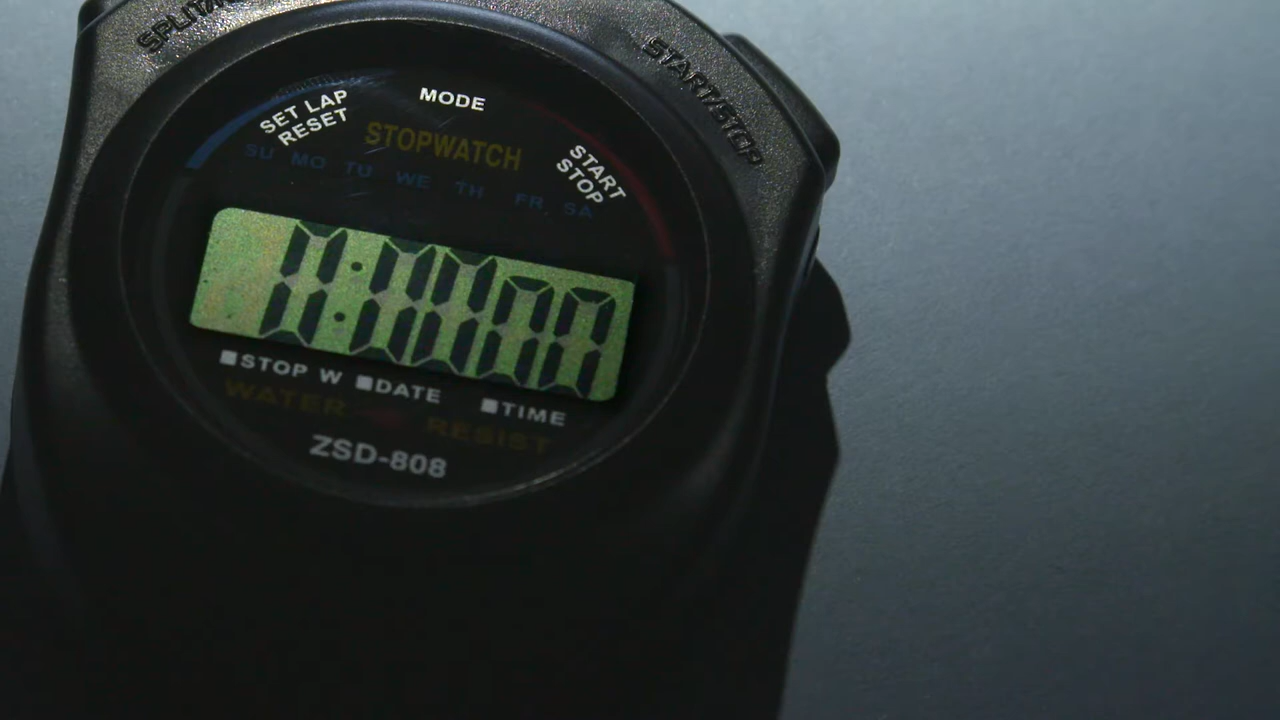 START/STOP
MODE
SET LAP
RESET
START
STOP
STOPWATCH
SU MO TU WE TH FR SA
■STOP W ■DATE ■TIME
WATER RESIST
ZSD-808